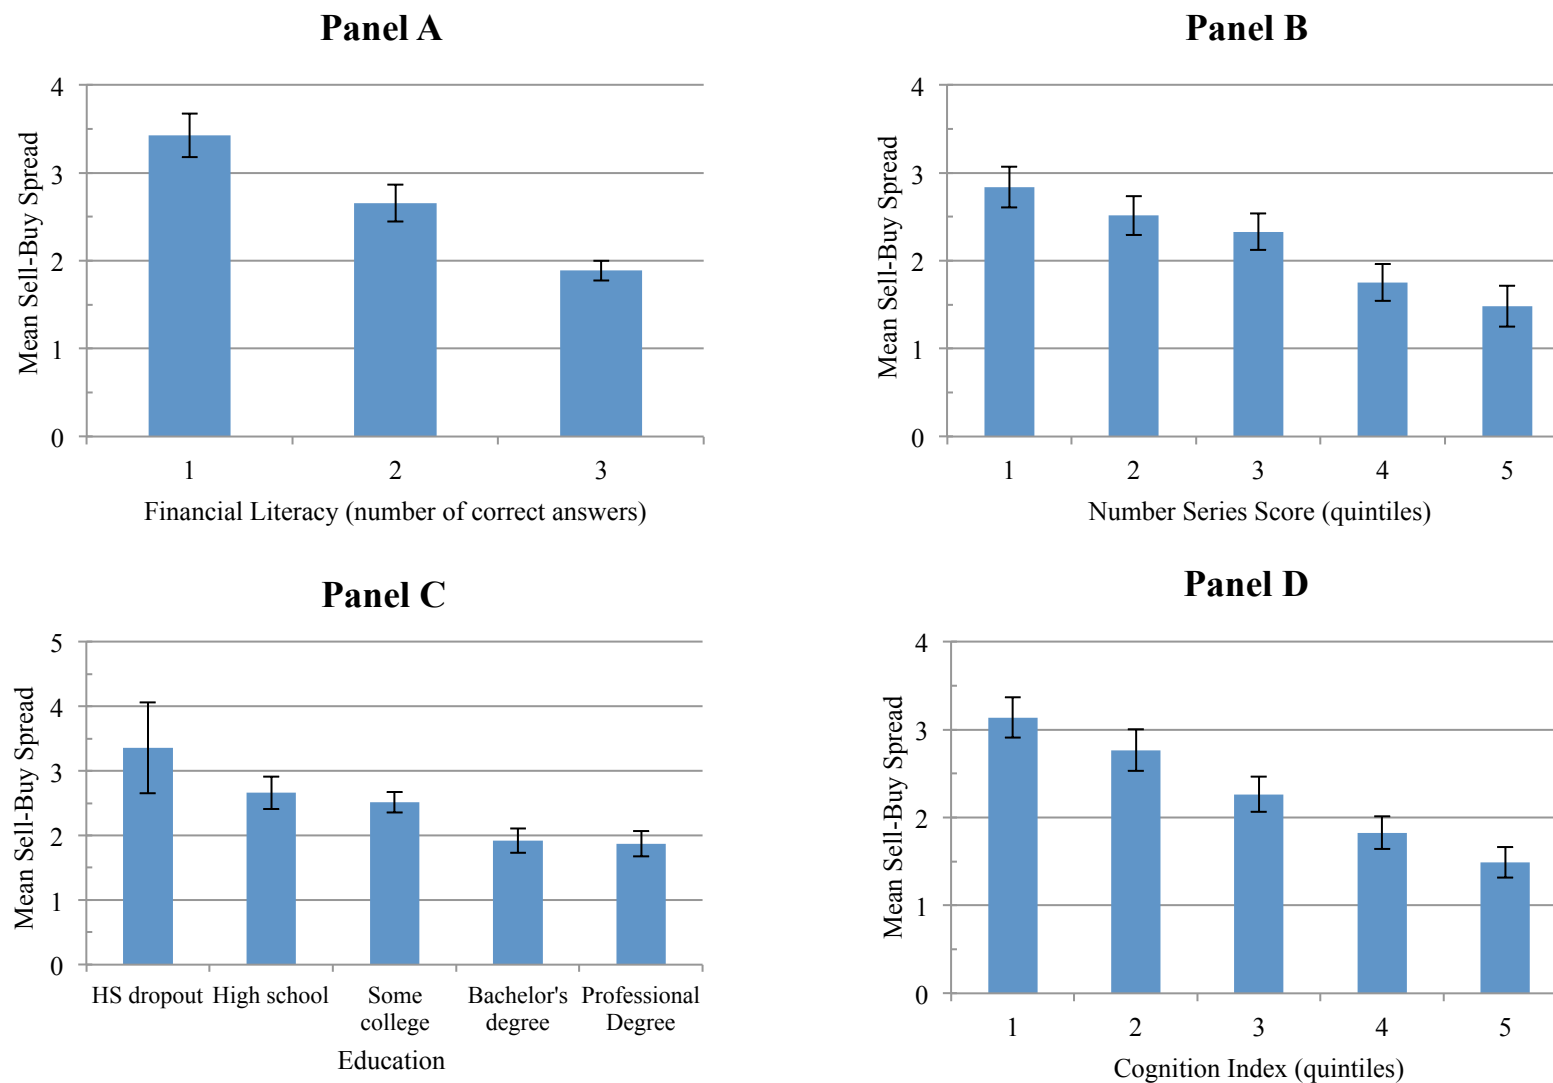 Panel A
4
3
2
1
0
Mean Sell-Buy Spread
1 2 3
Financial Literacy (number of correct answers)
Panel B
4
3
2
1
0
Mean Sell-Buy Spread
1 2 3 4 5
Number Series Score (quintiles)
Panel C
5
4
3
2
1
0
Mean Sell-Buy Spread
HS dropout High school Some Bachelor's Professional
college degree Degree
Education
Panel D
4
3
2
1
0
Mean Sell-Buy Spread
1 2 3 4 5
Cognition Index (quintiles)